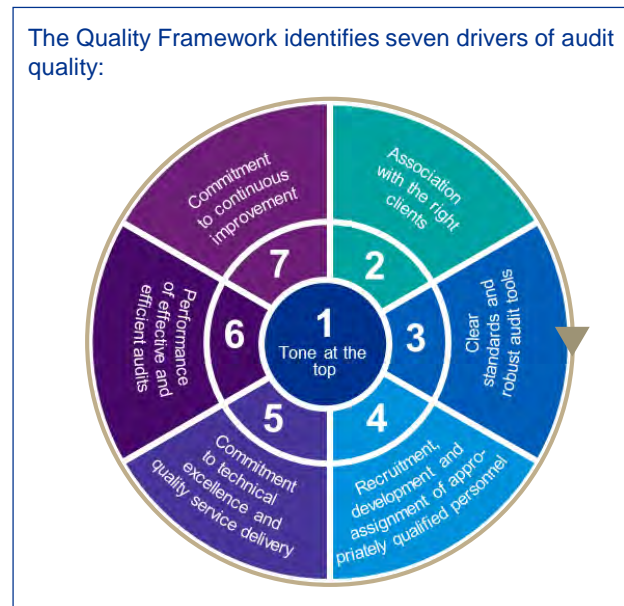 The Quality Framework identifies seven drivers of audit
quality:
1
Tone at the
top
2
Association
with the right
clients
3
Clear
standards and
robust audit tools
4
Recruitment,
development and
assignment of appro-
priately qualified personnel
5
Commitment
to technical
excellence and
quality service delivery
6
Performance
of effective and
efficient audits
7
Commitment
to continuous
improvement